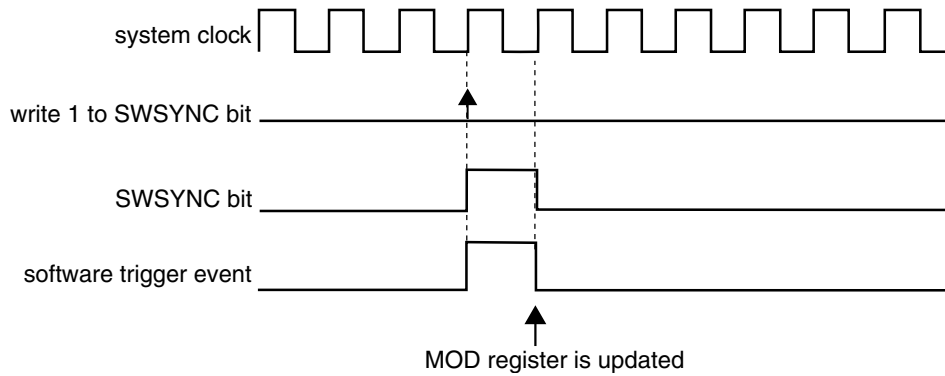 system clock
write 1 to SWSYNC bit
SWSYNC bit
software trigger event
MOD register is updated